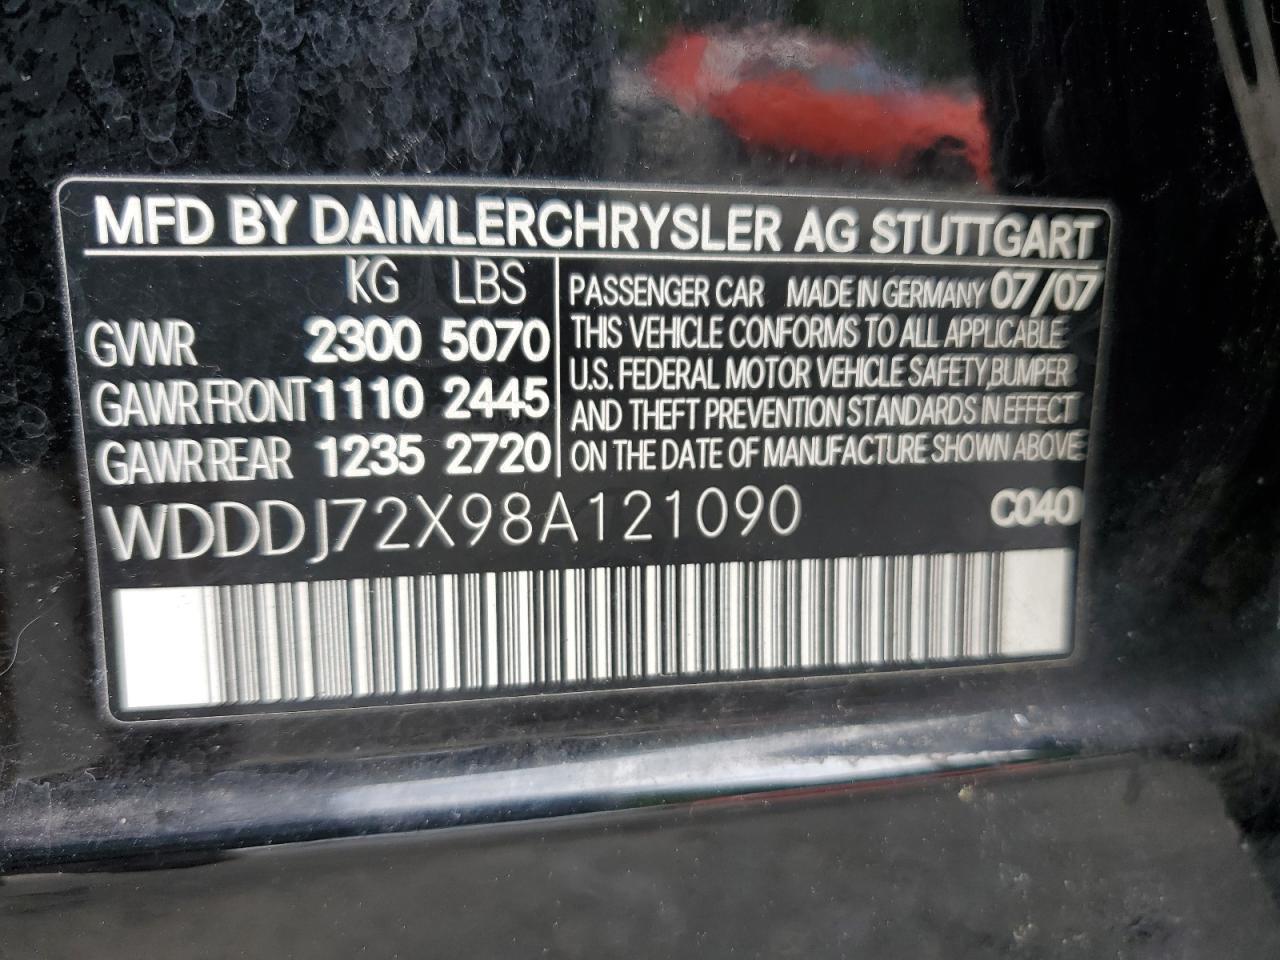 MFD BY DAIMLERCHRYSLER AG STUTTGART
KG LBS
GVWR 2300 5070
GAWR FRONT 1110 2445
GAWR REAR 1235 2720
PASSENGER CAR MADE IN GERMANY 07/07
THIS VEHICLE CONFORMS TO ALL APPLICABLE
U.S. FEDERAL MOTOR VEHICLE SAFETY, BUMPER
AND THEFT PREVENTION STANDARDS IN EFFECT
ON THE DATE OF MANUFACTURE SHOWN ABOVE
WDDDJ72X98A121090 C040